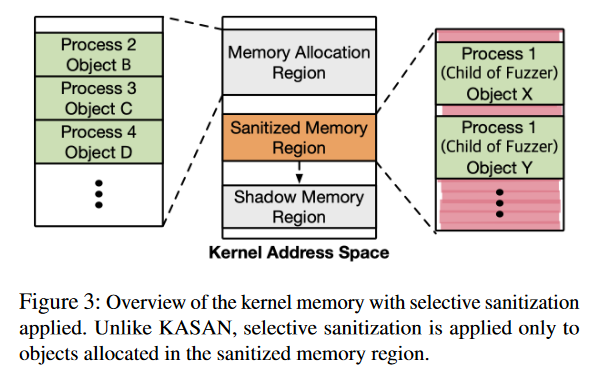 Process 2
Object B
Process 3
Object C
Process 4
Object D
Memory Allocation
Region
Sanitized Memory
Region
Shadow Memory
Region
Kernel Address Space
Process 1
(Child of Fuzzer)
Object X
Process 1
(Child of Fuzzer)
Object Y
Figure 3: Overview of the kernel memory with selective sanitization
applied. Unlike KASAN, selective sanitization is applied only to
objects allocated in the sanitized memory region.